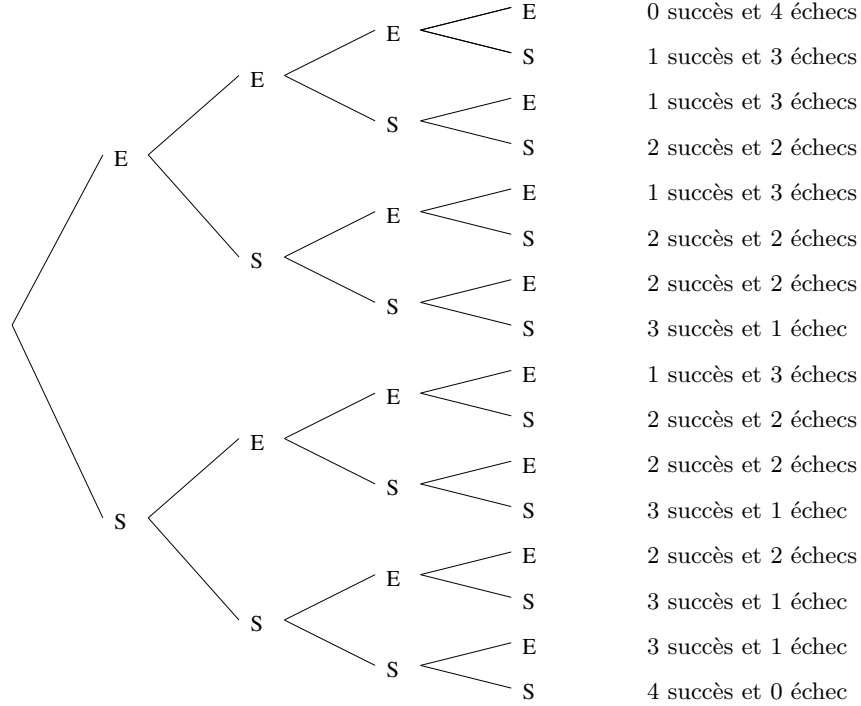 E 0 succès et 4 échecs
E
S 1 succès et 3 échecs
E
E 1 succès et 3 échecs
S
S 2 succès et 2 échecs
E
E 1 succès et 3 échecs
E
S 2 succès et 2 échecs
S
E 2 succès et 2 échecs
S
S 3 succès et 1 échec
E 1 succès et 3 échecs
E
S 2 succès et 2 échecs
E
E 2 succès et 2 échecs
S
S 3 succès et 1 échec
S
E 2 succès et 2 échecs
E
S 3 succès et 1 échec
S
E 3 succès et 1 échec
S
S 4 succès et 0 échec